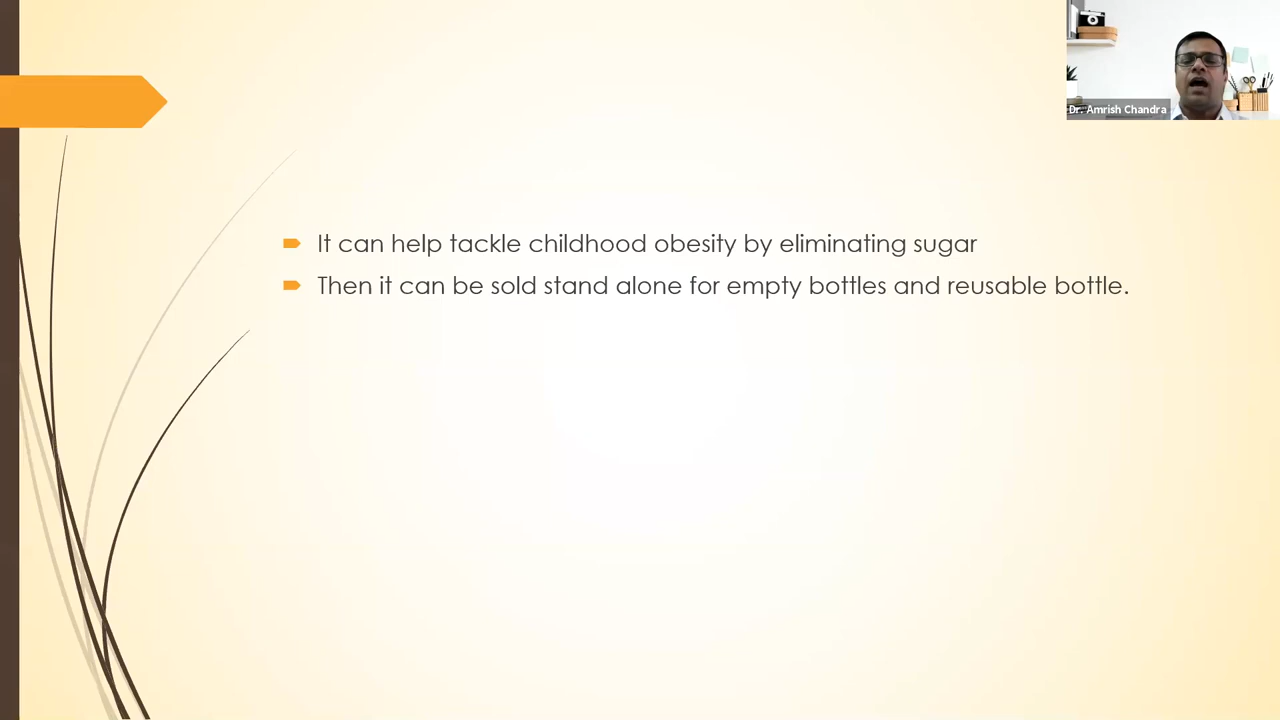 Dr. Amrish Chandra
It can help tackle childhood obesity by eliminating sugar
Then it can be sold stand alone for empty bottles and reusable bottle.